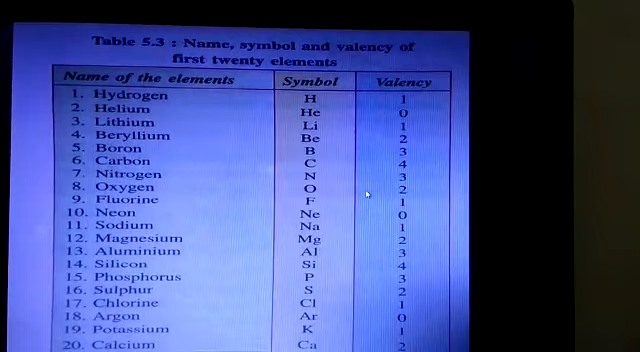 Table 5.3 : Name, symbol and valency of
first twenty elements
Name of the elements Symbol Valency
1. Hydrogen H 1
2. Helium He 0
3. Lithium Li 1
4. Beryllium Be 2
5. Boron B 3
6. Carbon C 4
7. Nitrogen N 3
8. Oxygen O 2
9. Fluorine F 1
10. Neon Ne 0
11. Sodium Na 1
12. Magnesium Mg 2
13. Aluminium Al 3
14. Silicon Si 4
15. Phosphorus P 3
16. Sulphur S 2
17. Chlorine Cl 1
18. Argon Ar 0
19. Potassium K 1
20. Calcium Ca 2